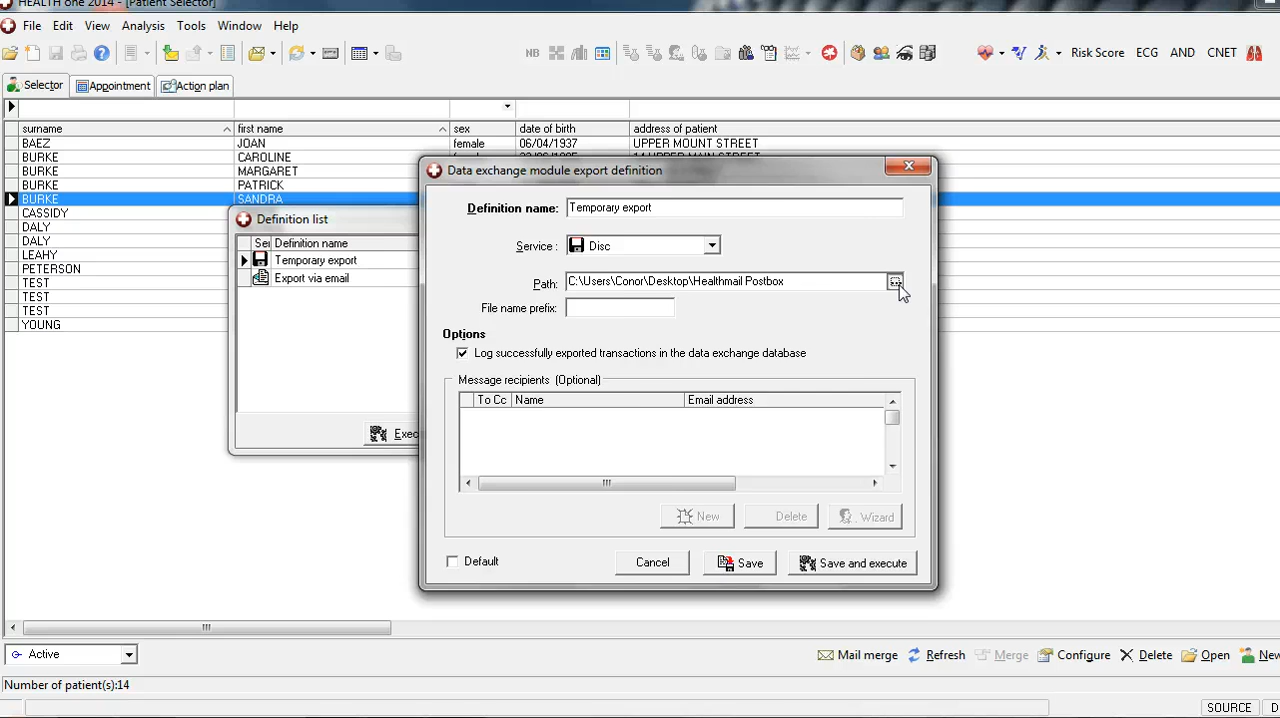 HEALTH one 2014 - [Patient Selector]
File Edit View Analysis Tools Window Help
NB Risk Score ECG AND CNET
Selector Appointment Action plan
surname first name sex date of birth address of patient
BAEZ JOAN female 06/04/1937 UPPER MOUNT STREET
BURKE CAROLINE
BURKE MARGARET
BURKE PATRICK
BURKE SANDRA
CASSIDY
DALY
DALY
LEAHY
PETERSON
TEST
TEST
TEST
YOUNG
Definition list
Definition name
Temporary export
Export via email
Data exchange module export definition
Definition name: Temporary export
Service : Disc
Path: C:\Users\Conor\Desktop\Healthmail Postbox
File name prefix:
Options
Log successfully exported transactions in the data exchange database
Message recipients (Optional)
To Cc Name Email address
New Delete Wizard
Default Cancel Save Save and execute
Active Mail merge Refresh Merge Configure Delete Open New
Number of patient(s):14
SOURCE